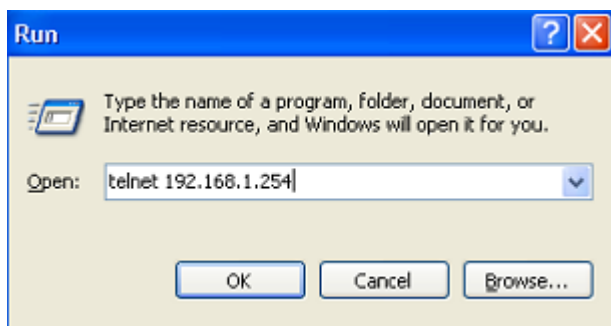 Run
Type the name of a program, folder, document, or
Internet resource, and Windows will open it for you.
Open: telnet 192.168.1.254
OK Cancel Browse...